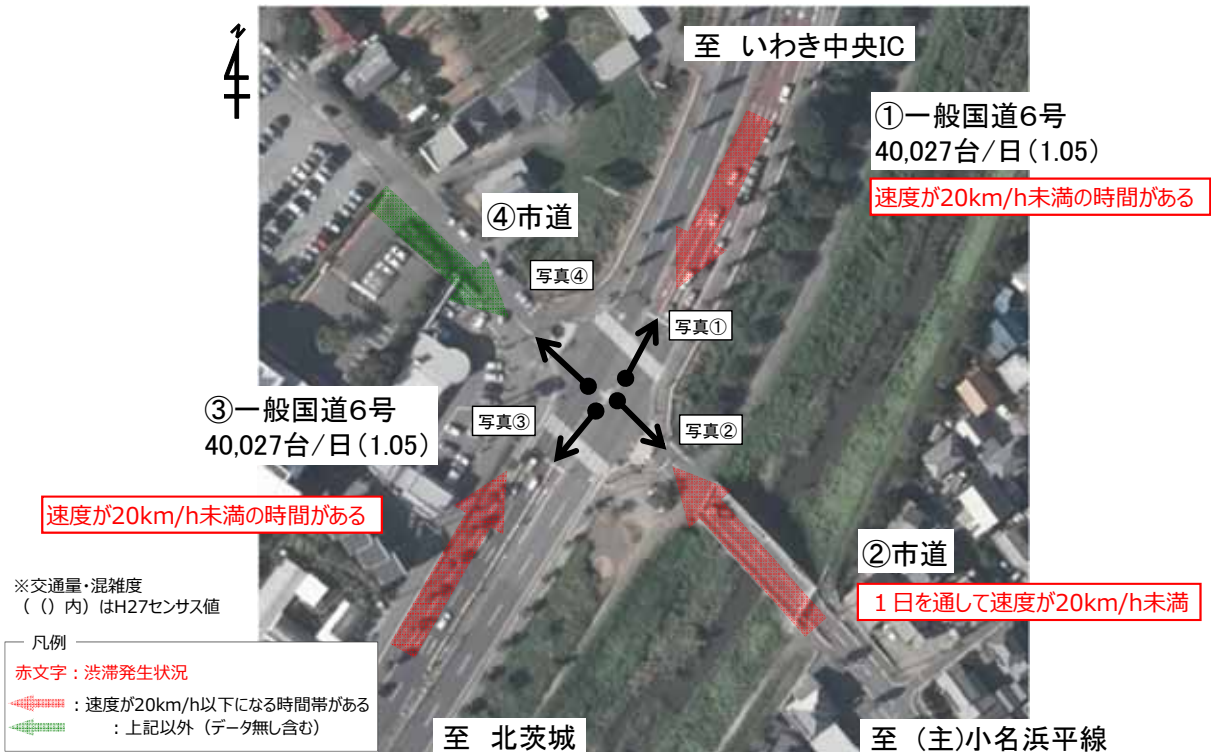 至 いわき中央IC
①一般国道6号
40,027台/日(1.05)
速度が20km/h未満の時間がある
④市道
写真④
写真①
③一般国道6号
40,027台/日(1.05)
写真③
写真②
速度が20km/h未満の時間がある
②市道
1日を通して速度が20km/h未満
※交通量・混雑度
(()内)はH27センサス値
凡例
赤文字:渋滞発生状況
:速度が20km/h以下になる時間帯がある
:上記以外(データ無し含む)
至 北茨城
至 (主)小名浜平線